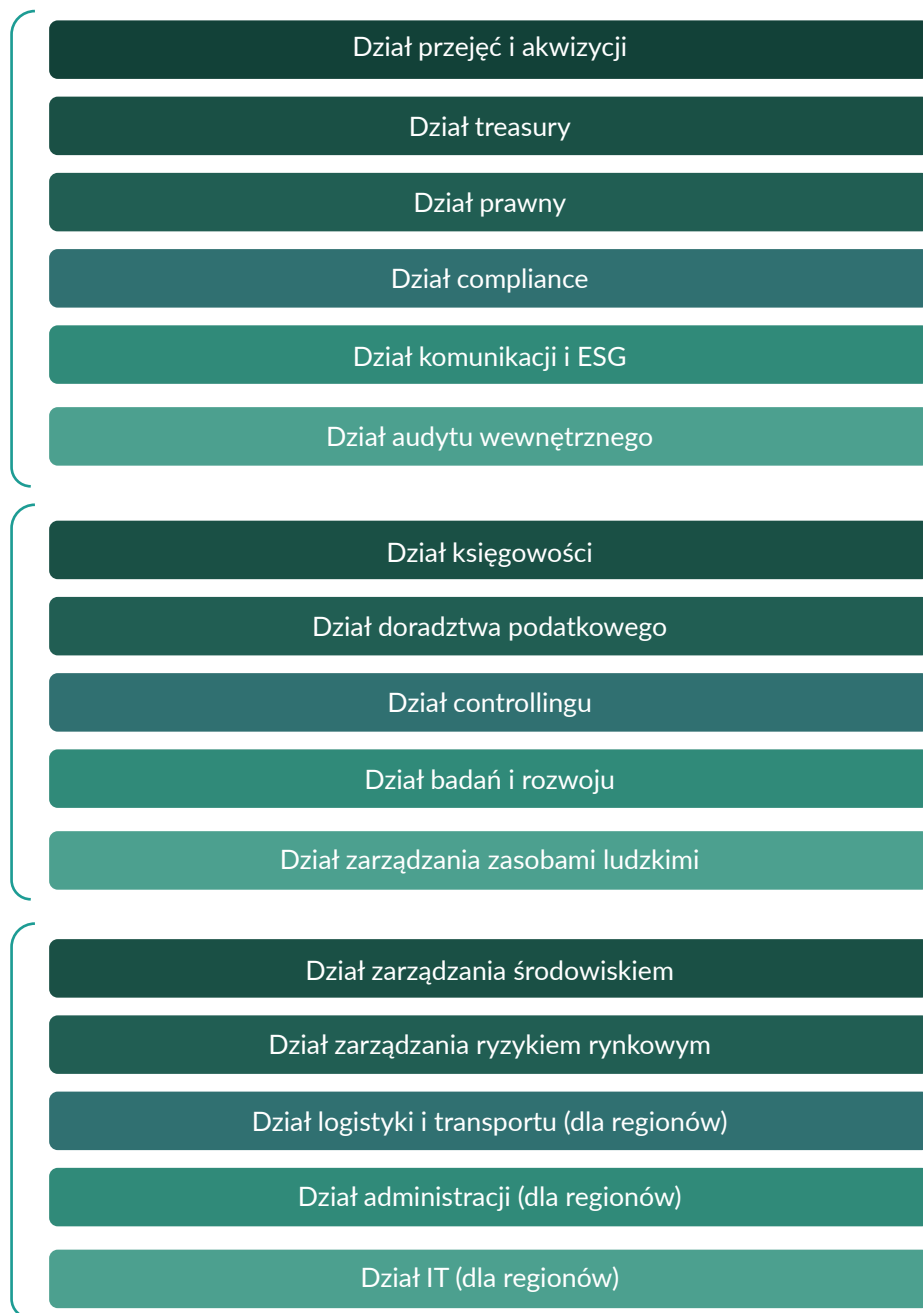 Dział przejęć i akwizycji
Dział treasury
Dział prawny
Dział compliance
Dział komunikacji i ESG
Dział audytu wewnętrznego
Dział księgowości
Dział doradztwa podatkowego
Dział controllingu
Dział badań i rozwoju
Dział zarządzania zasobami ludzkimi
Dział zarządzania środowiskiem
Dział zarządzania ryzykiem rynkowym
Dział logistyki i transportu (dla regionów)
Dział administracji (dla regionów)
Dział IT (dla regionów)